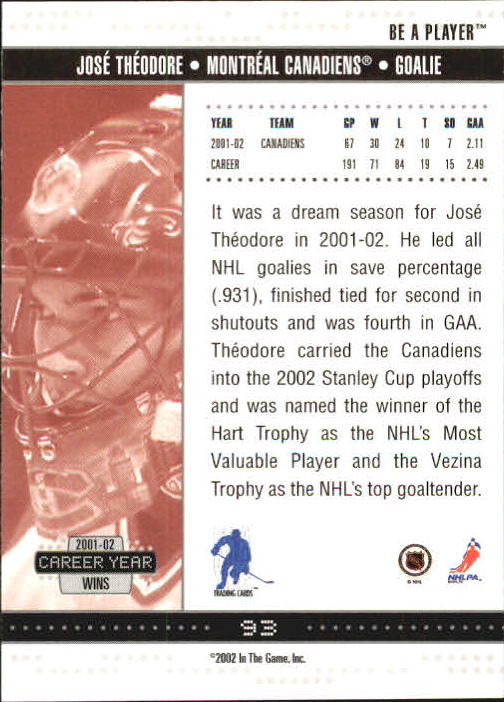 BE A PLAYER™
JOSÉ THÉODORE • MONTRÉAL CANADIENS® • GOALIE
YEAR TEAM GP W L T SO GAA
2001-02 CANADIENS 67 30 24 10 7 2.11
CAREER 191 71 84 19 15 2.49
It was a dream season for José
Théodore in 2001-02. He led all
NHL goalies in save percentage
(.931), finished tied for second in
shutouts and was fourth in GAA.
Théodore carried the Canadiens
into the 2002 Stanley Cup playoffs
and was named the winner of the
Hart Trophy as the NHL's Most
Valuable Player and the Vezina
Trophy as the NHL's top goaltender.
2001-02
CAREER YEAR
WINS
TRADING CARDS™
© NHL
NHLPA™
93
©2002 In The Game, Inc.